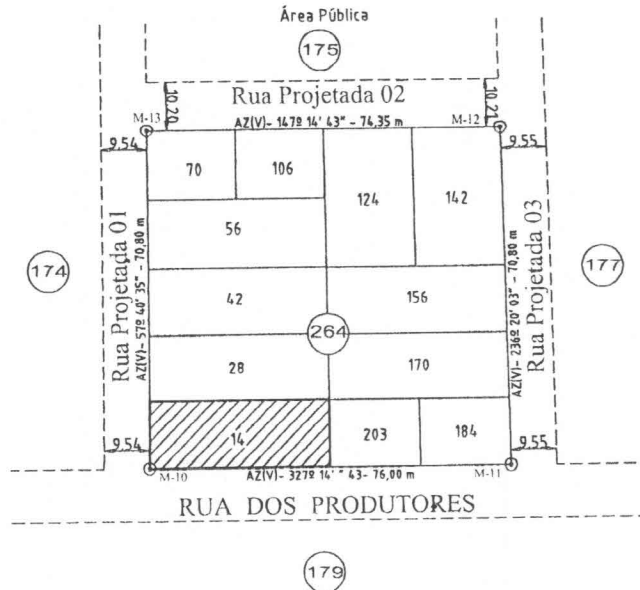 Área Pública
175
10.20
Rua Projetada 02
10.21
M-13
AZ(V)- 147º 14' 43" - 74,35 m
M-12
9.54
9.55
70
106
124
142
56
174
Rua Projetada 01
AZ(V)- 57º 40' 35" - 70,80 m
42
156
AZ(V)- 236º 20' 03" - 70,80 m
Rua Projetada 03
177
264
28
170
9.54
14
203
184
9.55
M-10
AZ(V)- 327º 14' " 43- 76,00 m
M-11
RUA DOS PRODUTORES
179